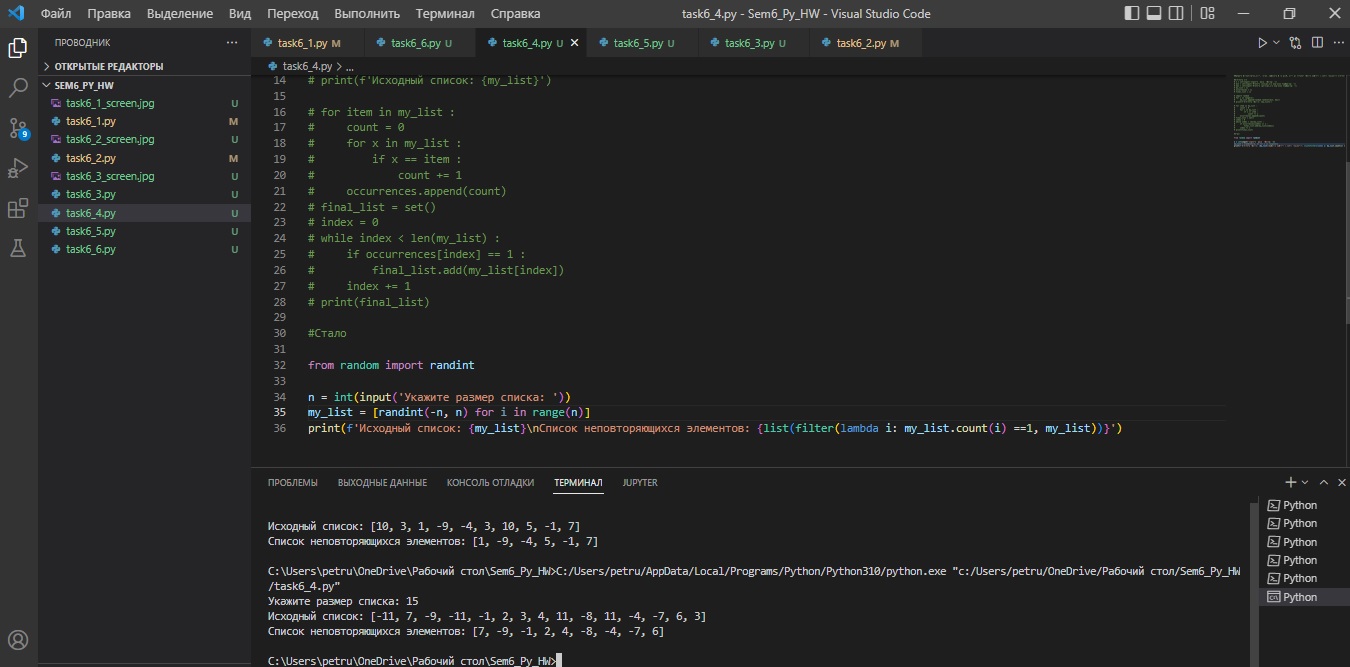 Файл Правка Выделение Вид Переход Выполнить Терминал Справка
task6_4.py - Sem6_Py_HW - Visual Studio Code
ПРОВОДНИК ...
ОТКРЫТЫЕ РЕДАКТОРЫ
SEM6_PY_HW
task6_1_screen.jpg U
task6_1.py M
task6_2_screen.jpg U
task6_2.py M
task6_3_screen.jpg U
task6_3.py U
task6_4.py U
task6_5.py U
task6_6.py U
9
task6_1.py M task6_6.py U task6_4.py U task6_5.py U task6_3.py U task6_2.py M
task6_4.py > ...
14 # print(f'Исходный список: {my_list}')
15
16 # for item in my_list :
17 #     count = 0
18 #     for x in my_list :
19 #         if x == item :
20 #             count += 1
21 #     occurrences.append(count)
22 # final_list = set()
23 # index = 0
24 # while index < len(my_list) :
25 #     if occurrences[index] == 1 :
26 #         final_list.add(my_list[index])
27 #     index += 1
28 # print(final_list)
29
30 #Стало
31
32 from random import randint
33
34 n = int(input('Укажите размер списка: '))
35 my_list = [randint(-n, n) for i in range(n)]
36 print(f'Исходный список: {my_list}\nСписок неповторяющихся элементов: {list(filter(lambda i: my_list.count(i) ==1, my_list))}')
ПРОБЛЕМЫ ВЫХОДНЫЕ ДАННЫЕ КОНСОЛЬ ОТЛАДКИ ТЕРМИНАЛ JUPYTER
Исходный список: [10, 3, 1, -9, -4, 3, 10, 5, -1, 7]
Список неповторяющихся элементов: [1, -9, -4, 5, -1, 7]
C:\Users\petru\OneDrive\Рабочий стол\Sem6_Py_HW>C:/Users/petru/AppData/Local/Programs/Python/Python310/python.exe "c:/Users/petru/OneDrive/Рабочий стол/Sem6_Py_HW
/task6_4.py"
Укажите размер списка: 15
Исходный список: [-11, 7, -9, -11, -1, 2, 3, 4, 11, -8, 11, -4, -7, 6, 3]
Список неповторяющихся элементов: [7, -9, -1, 2, 4, -8, -4, -7, 6]
C:\Users\petru\OneDrive\Рабочий стол\Sem6_Py_HW>
Python
Python
Python
Python
Python
Python